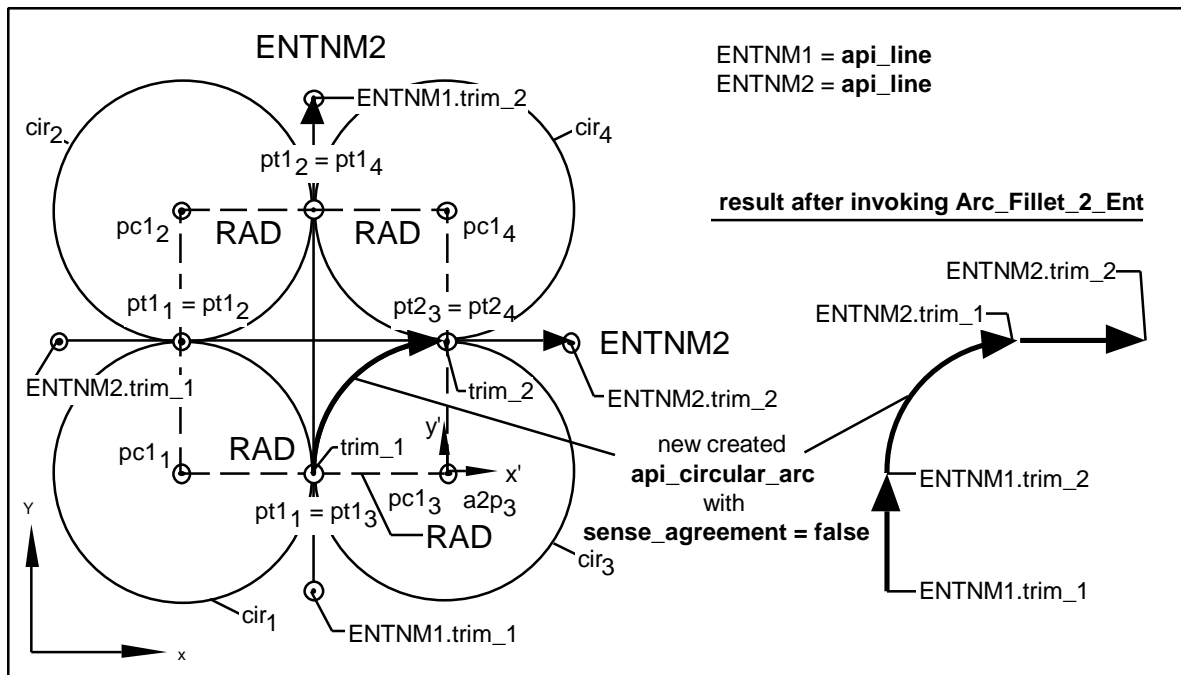 ENTNM2
ENTNM1 = api_line
ENTNM2 = api_line
ENTNM1.trim_2
cir2
cir4
pt12 = pt14
result after invoking Arc_Fillet_2_Ent
pc12
RAD
RAD
pc14
ENTNM2.trim_2
pt11 = pt12
pt23 = pt24
ENTNM2.trim_1
ENTNM2
ENTNM2.trim_1
trim_2
ENTNM2.trim_2
y'
new created
api_circular_arc
with
sense_agreement = false
RAD
trim_1
pc11
x'
pc13
a2p3
ENTNM1.trim_2
Y
pt11 = pt13
RAD
cir3
cir1
ENTNM1.trim_1
ENTNM1.trim_1
x